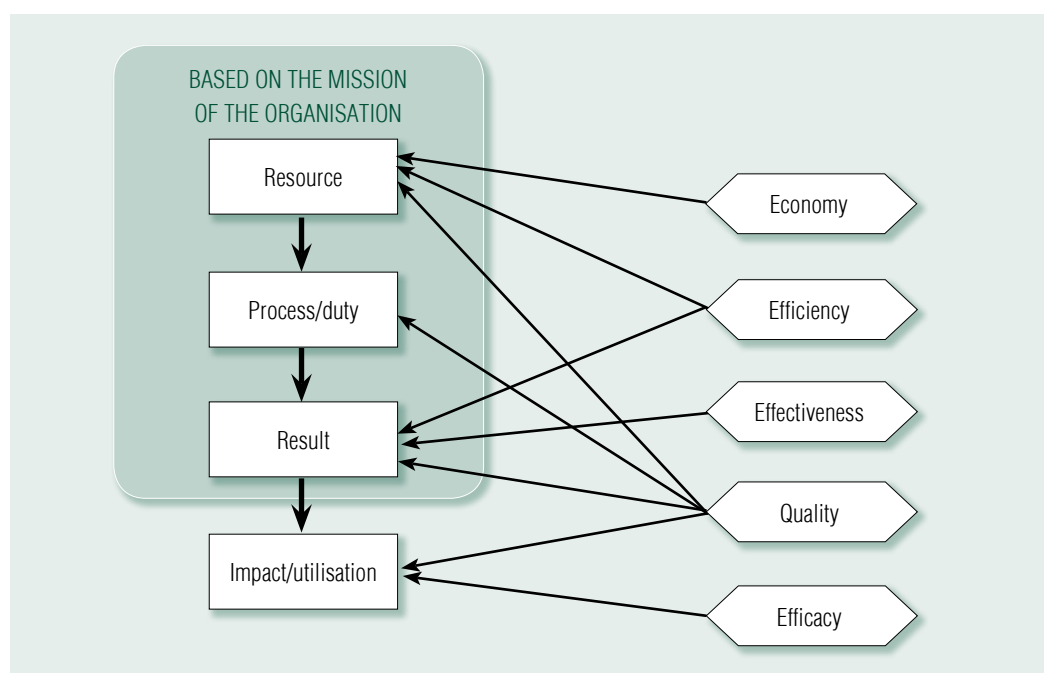 BASED ON THE MISSION
OF THE ORGANISATION
Resource
Process/duty
Result
Impact/utilisation
Economy
Efficiency
Effectiveness
Quality
Efficacy